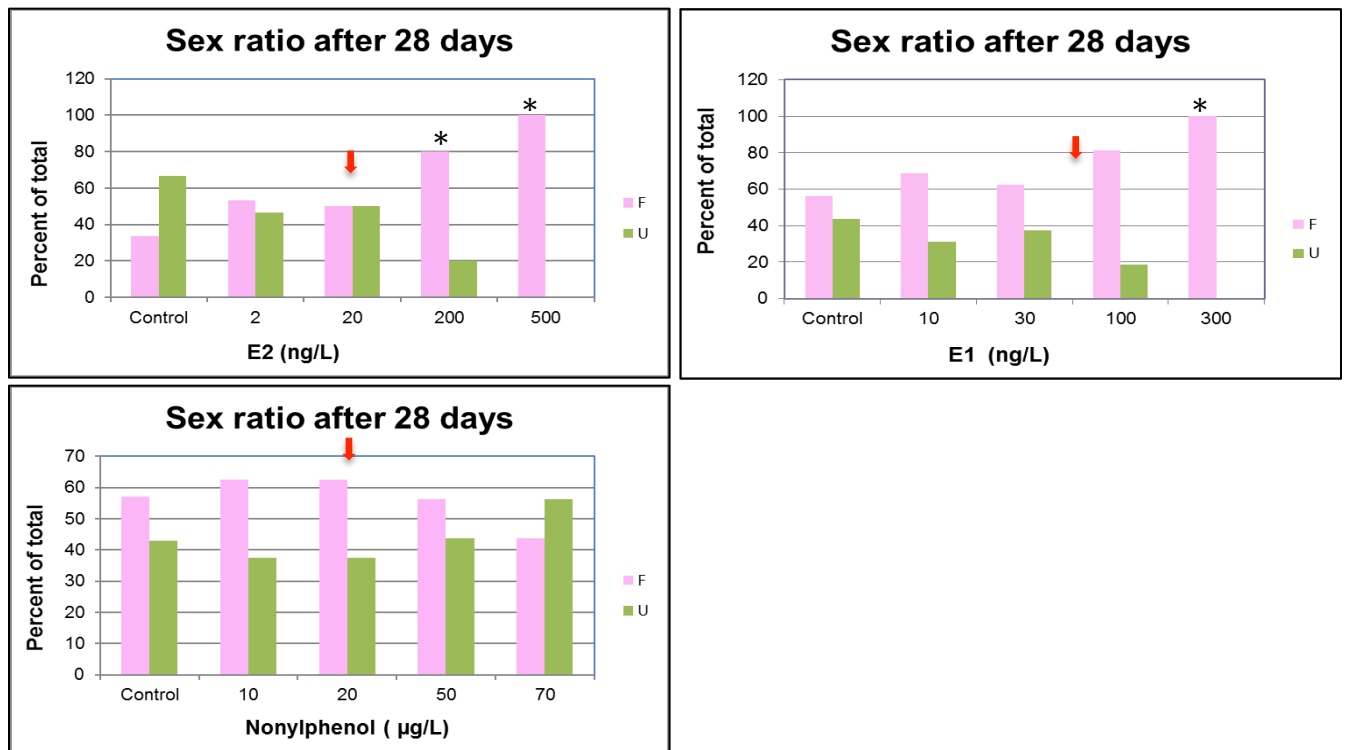 Sex ratio after 28 days
120
100
80
60
40
20
0
Percent of total
*
*
F
U
Control 2 20 200 500
E2 (ng/L)
Sex ratio after 28 days
120
100
80
60
40
20
0
Percent of total
*
F
U
Control 10 30 100 300
E1 (ng/L)
Sex ratio after 28 days
70
60
50
40
30
20
10
0
Percent of total
F
U
Control 10 20 50 70
Nonylphenol ( µg/L)